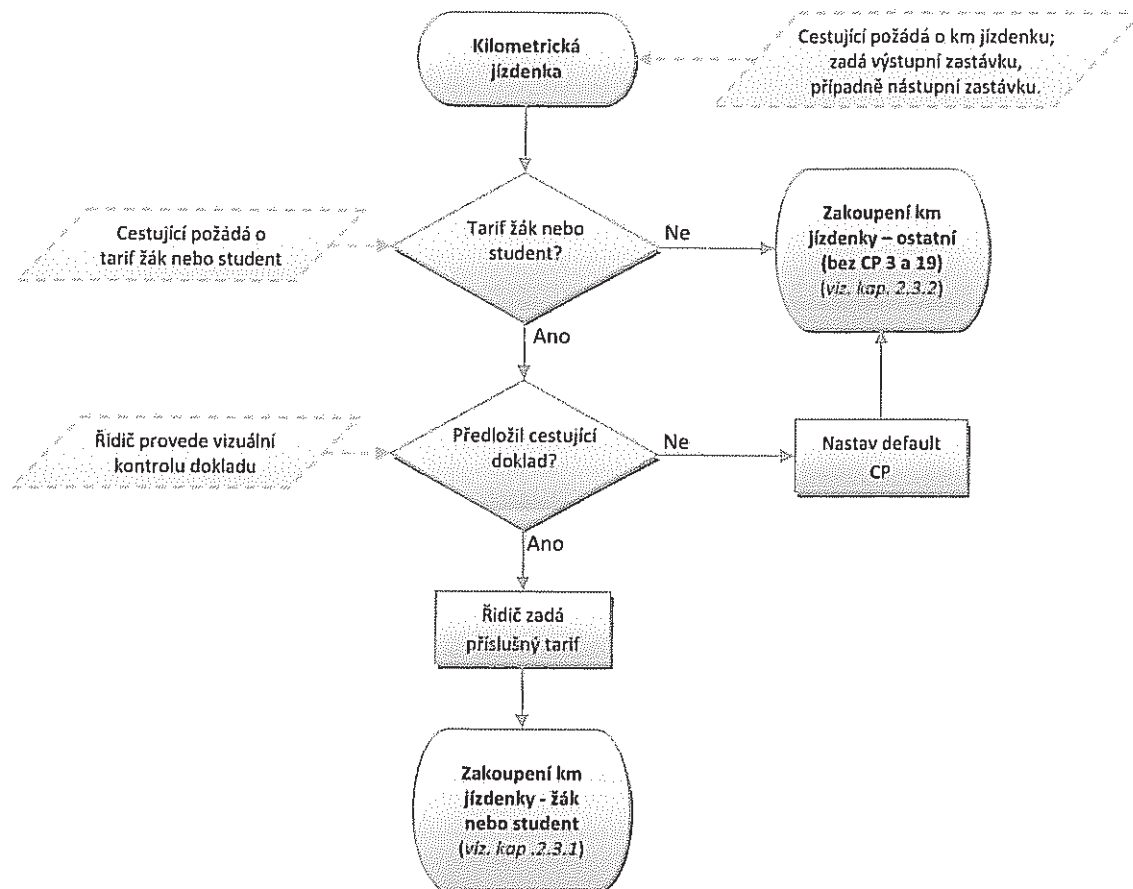 Kilometrická
jízdenka
Cestující požádá o km jízdenku;
zadá výstupní zastávku,
případně nástupní zastávku.
Cestující požádá o
tarif žák nebo student
Tarif žák nebo
student?
Ne
Zakoupení km
jízdenky – ostatní
(bez CP 3 a 19)
(viz. kap. 2.3.2)
Ano
Řidič provede vizuální
kontrolu dokladu
Předložil cestující
doklad?
Ne
Nastav default
CP
Ano
Řidič zadá
příslušný tarif
Zakoupení km
jízdenky - žák
nebo student
(viz. kap .2.3.1)